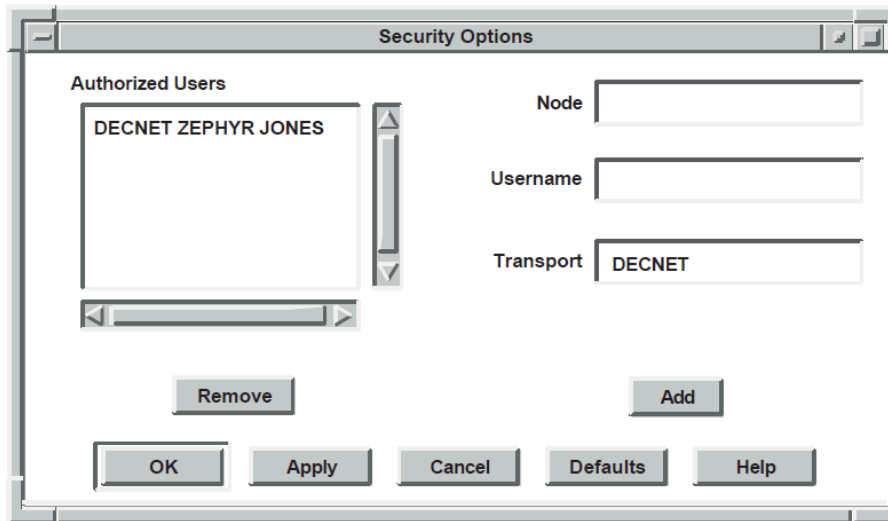 Security Options
Authorized Users
DECNET ZEPHYR JONES
Node
Username
Transport DECNET
Remove
Add
OK Apply Cancel Defaults Help